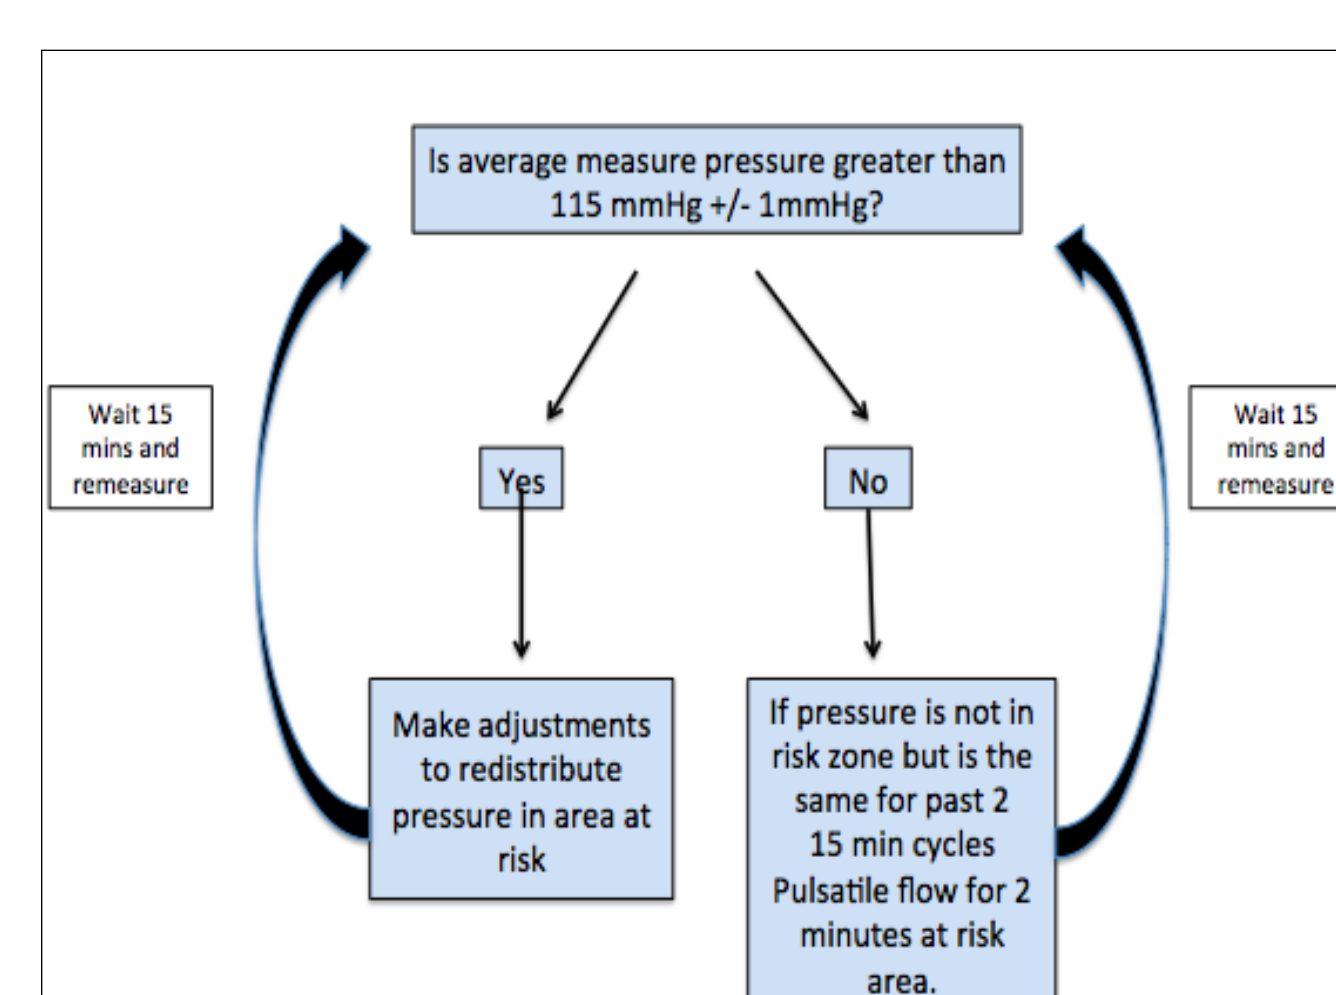 Is average measure pressure greater than
115 mmHg +/- 1mmHg?
Wait 15
mins and
remeasure
Wait 15
mins and
remeasure
Yes
No
Make adjustments
to redistribute
pressure in area at
risk
If pressure is not in
risk zone but is the
same for past 2
15 min cycles
Pulsatile flow for 2
minutes at risk
area.